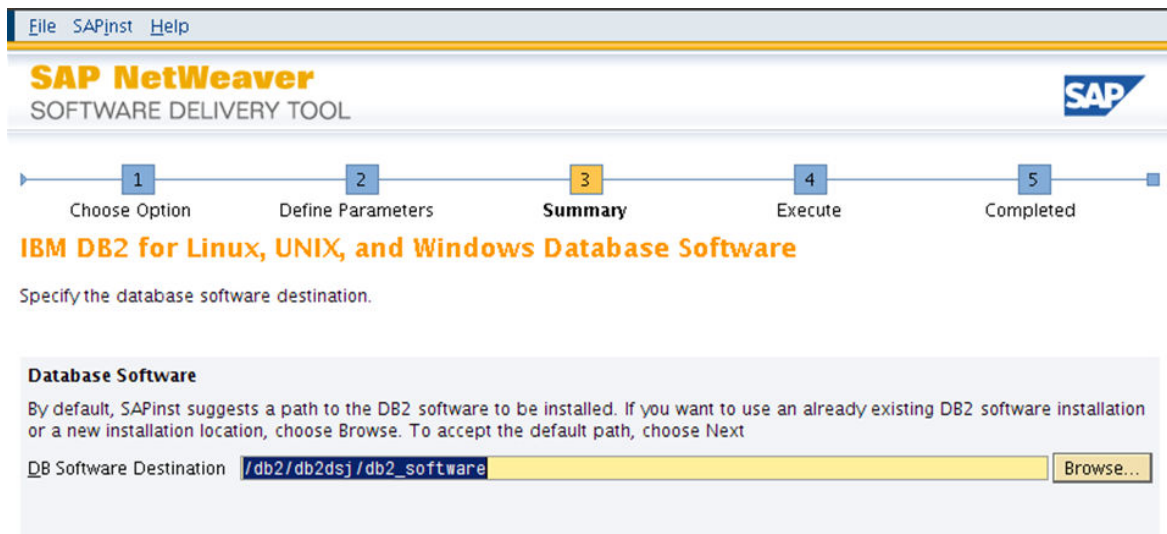 File SAPinst Help
SAP NetWeaver
SOFTWARE DELIVERY TOOL
SAP
1 2 3 4 5
Choose Option Define Parameters Summary Execute Completed
IBM DB2 for Linux, UNIX, and Windows Database Software
Specify the database software destination.
Database Software
By default, SAPinst suggests a path to the DB2 software to be installed. If you want to use an already existing DB2 software installation
or a new installation location, choose Browse. To accept the default path, choose Next
DB Software Destination /db2/db2dsj/db2_software Browse...